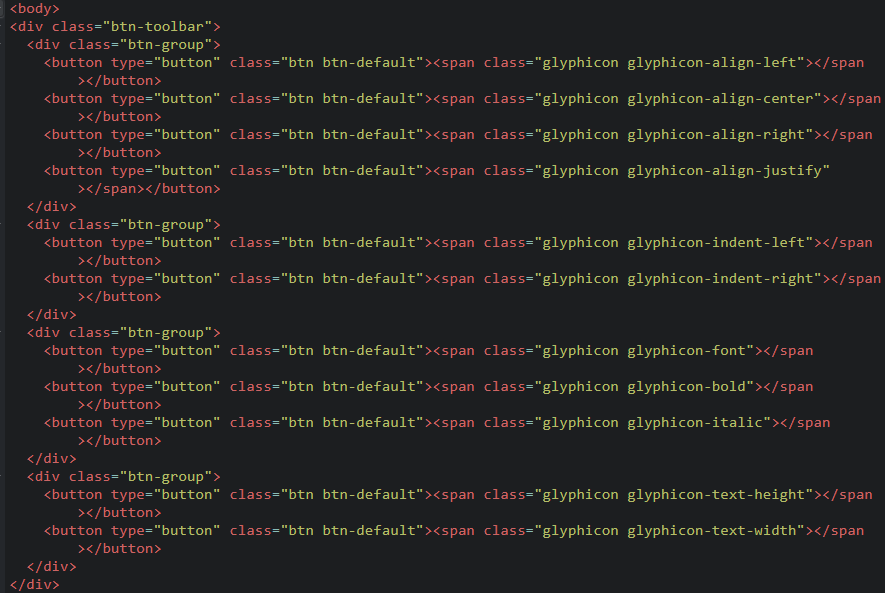 <body>
<div class="btn-toolbar">
<div class="btn-group">
<button type="button" class="btn btn-default"><span class="glyphicon glyphicon-align-left"></span
></button>
<button type="button" class="btn btn-default"><span class="glyphicon glyphicon-align-center"></span
></button>
<button type="button" class="btn btn-default"><span class="glyphicon glyphicon-align-right"></span
></button>
<button type="button" class="btn btn-default"><span class="glyphicon glyphicon-align-justify"
></span></button>
</div>
<div class="btn-group">
<button type="button" class="btn btn-default"><span class="glyphicon glyphicon-indent-left"></span
></button>
<button type="button" class="btn btn-default"><span class="glyphicon glyphicon-indent-right"></span
></button>
</div>
<div class="btn-group">
<button type="button" class="btn btn-default"><span class="glyphicon glyphicon-font"></span
></button>
<button type="button" class="btn btn-default"><span class="glyphicon glyphicon-bold"></span
></button>
<button type="button" class="btn btn-default"><span class="glyphicon glyphicon-italic"></span
></button>
</div>
<div class="btn-group">
<button type="button" class="btn btn-default"><span class="glyphicon glyphicon-text-height"></span
></button>
<button type="button" class="btn btn-default"><span class="glyphicon glyphicon-text-width"></span
></button>
</div>
</div>